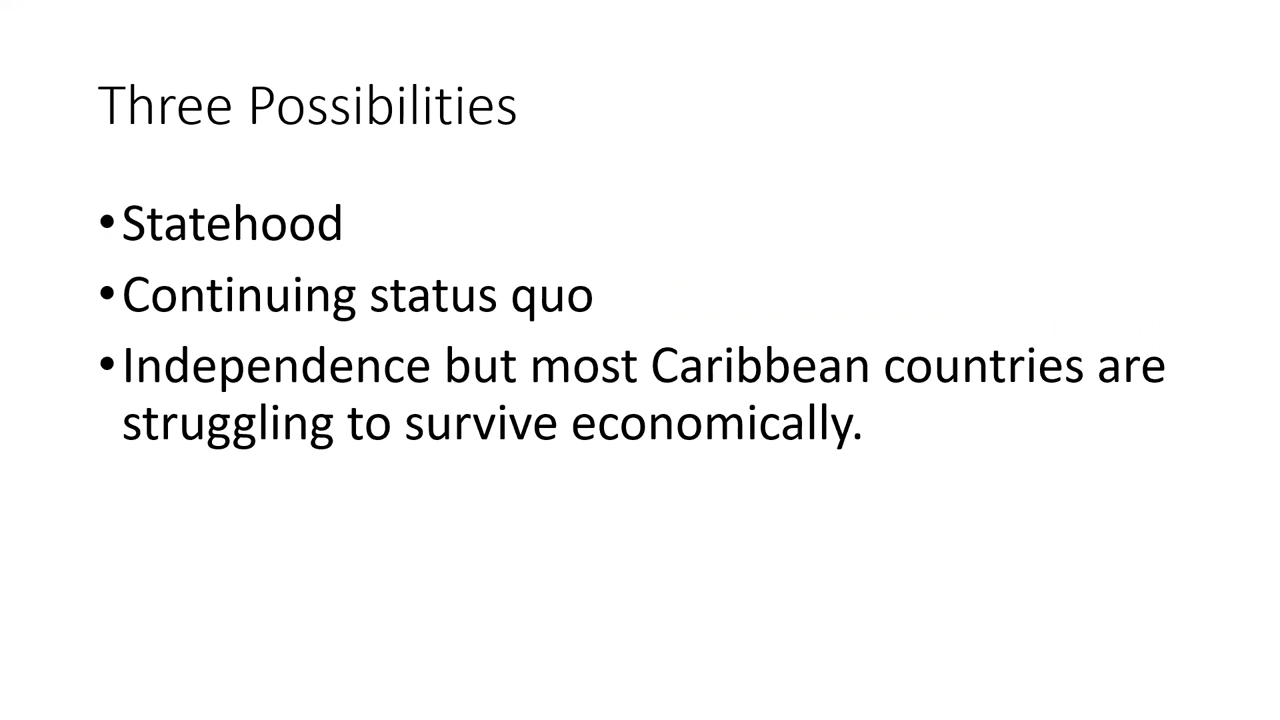 Three Possibilities
•Statehood
•Continuing status quo
•Independence but most Caribbean countries are
struggling to survive economically.